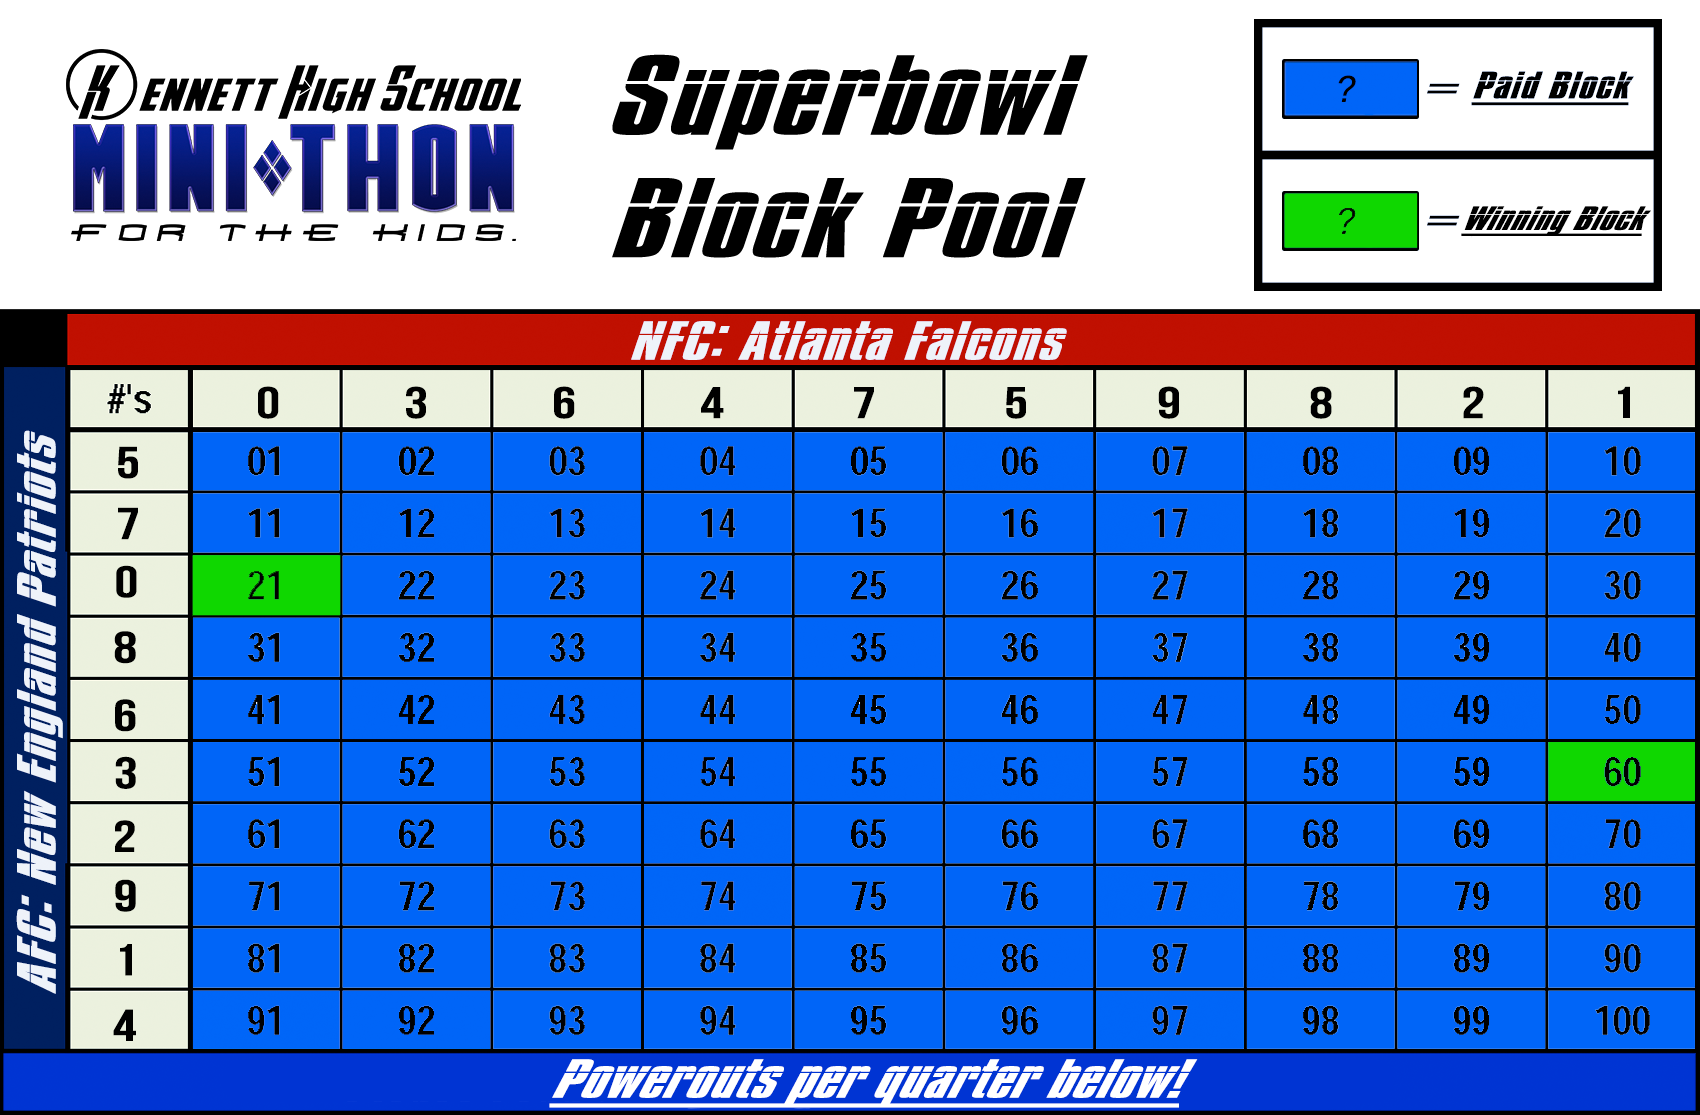 KENNETT HIGH SCHOOL
MINI THON
FOR THE KIDS.
Superbowl
Block Pool
? = Paid Block
? = Winning Block
NFC: Atlanta Falcons
AFC: New England Patriots
#'s 0 3 6 4 7 5 9 8 2 1
5 01 02 03 04 05 06 07 08 09 10
7 11 12 13 14 15 16 17 18 19 20
0 21 22 23 24 25 26 27 28 29 30
8 31 32 33 34 35 36 37 38 39 40
6 41 42 43 44 45 46 47 48 49 50
3 51 52 53 54 55 56 57 58 59 60
2 61 62 63 64 65 66 67 68 69 70
9 71 72 73 74 75 76 77 78 79 80
1 81 82 83 84 85 86 87 88 89 90
4 91 92 93 94 95 96 97 98 99 100
Powerouts per quarter below!